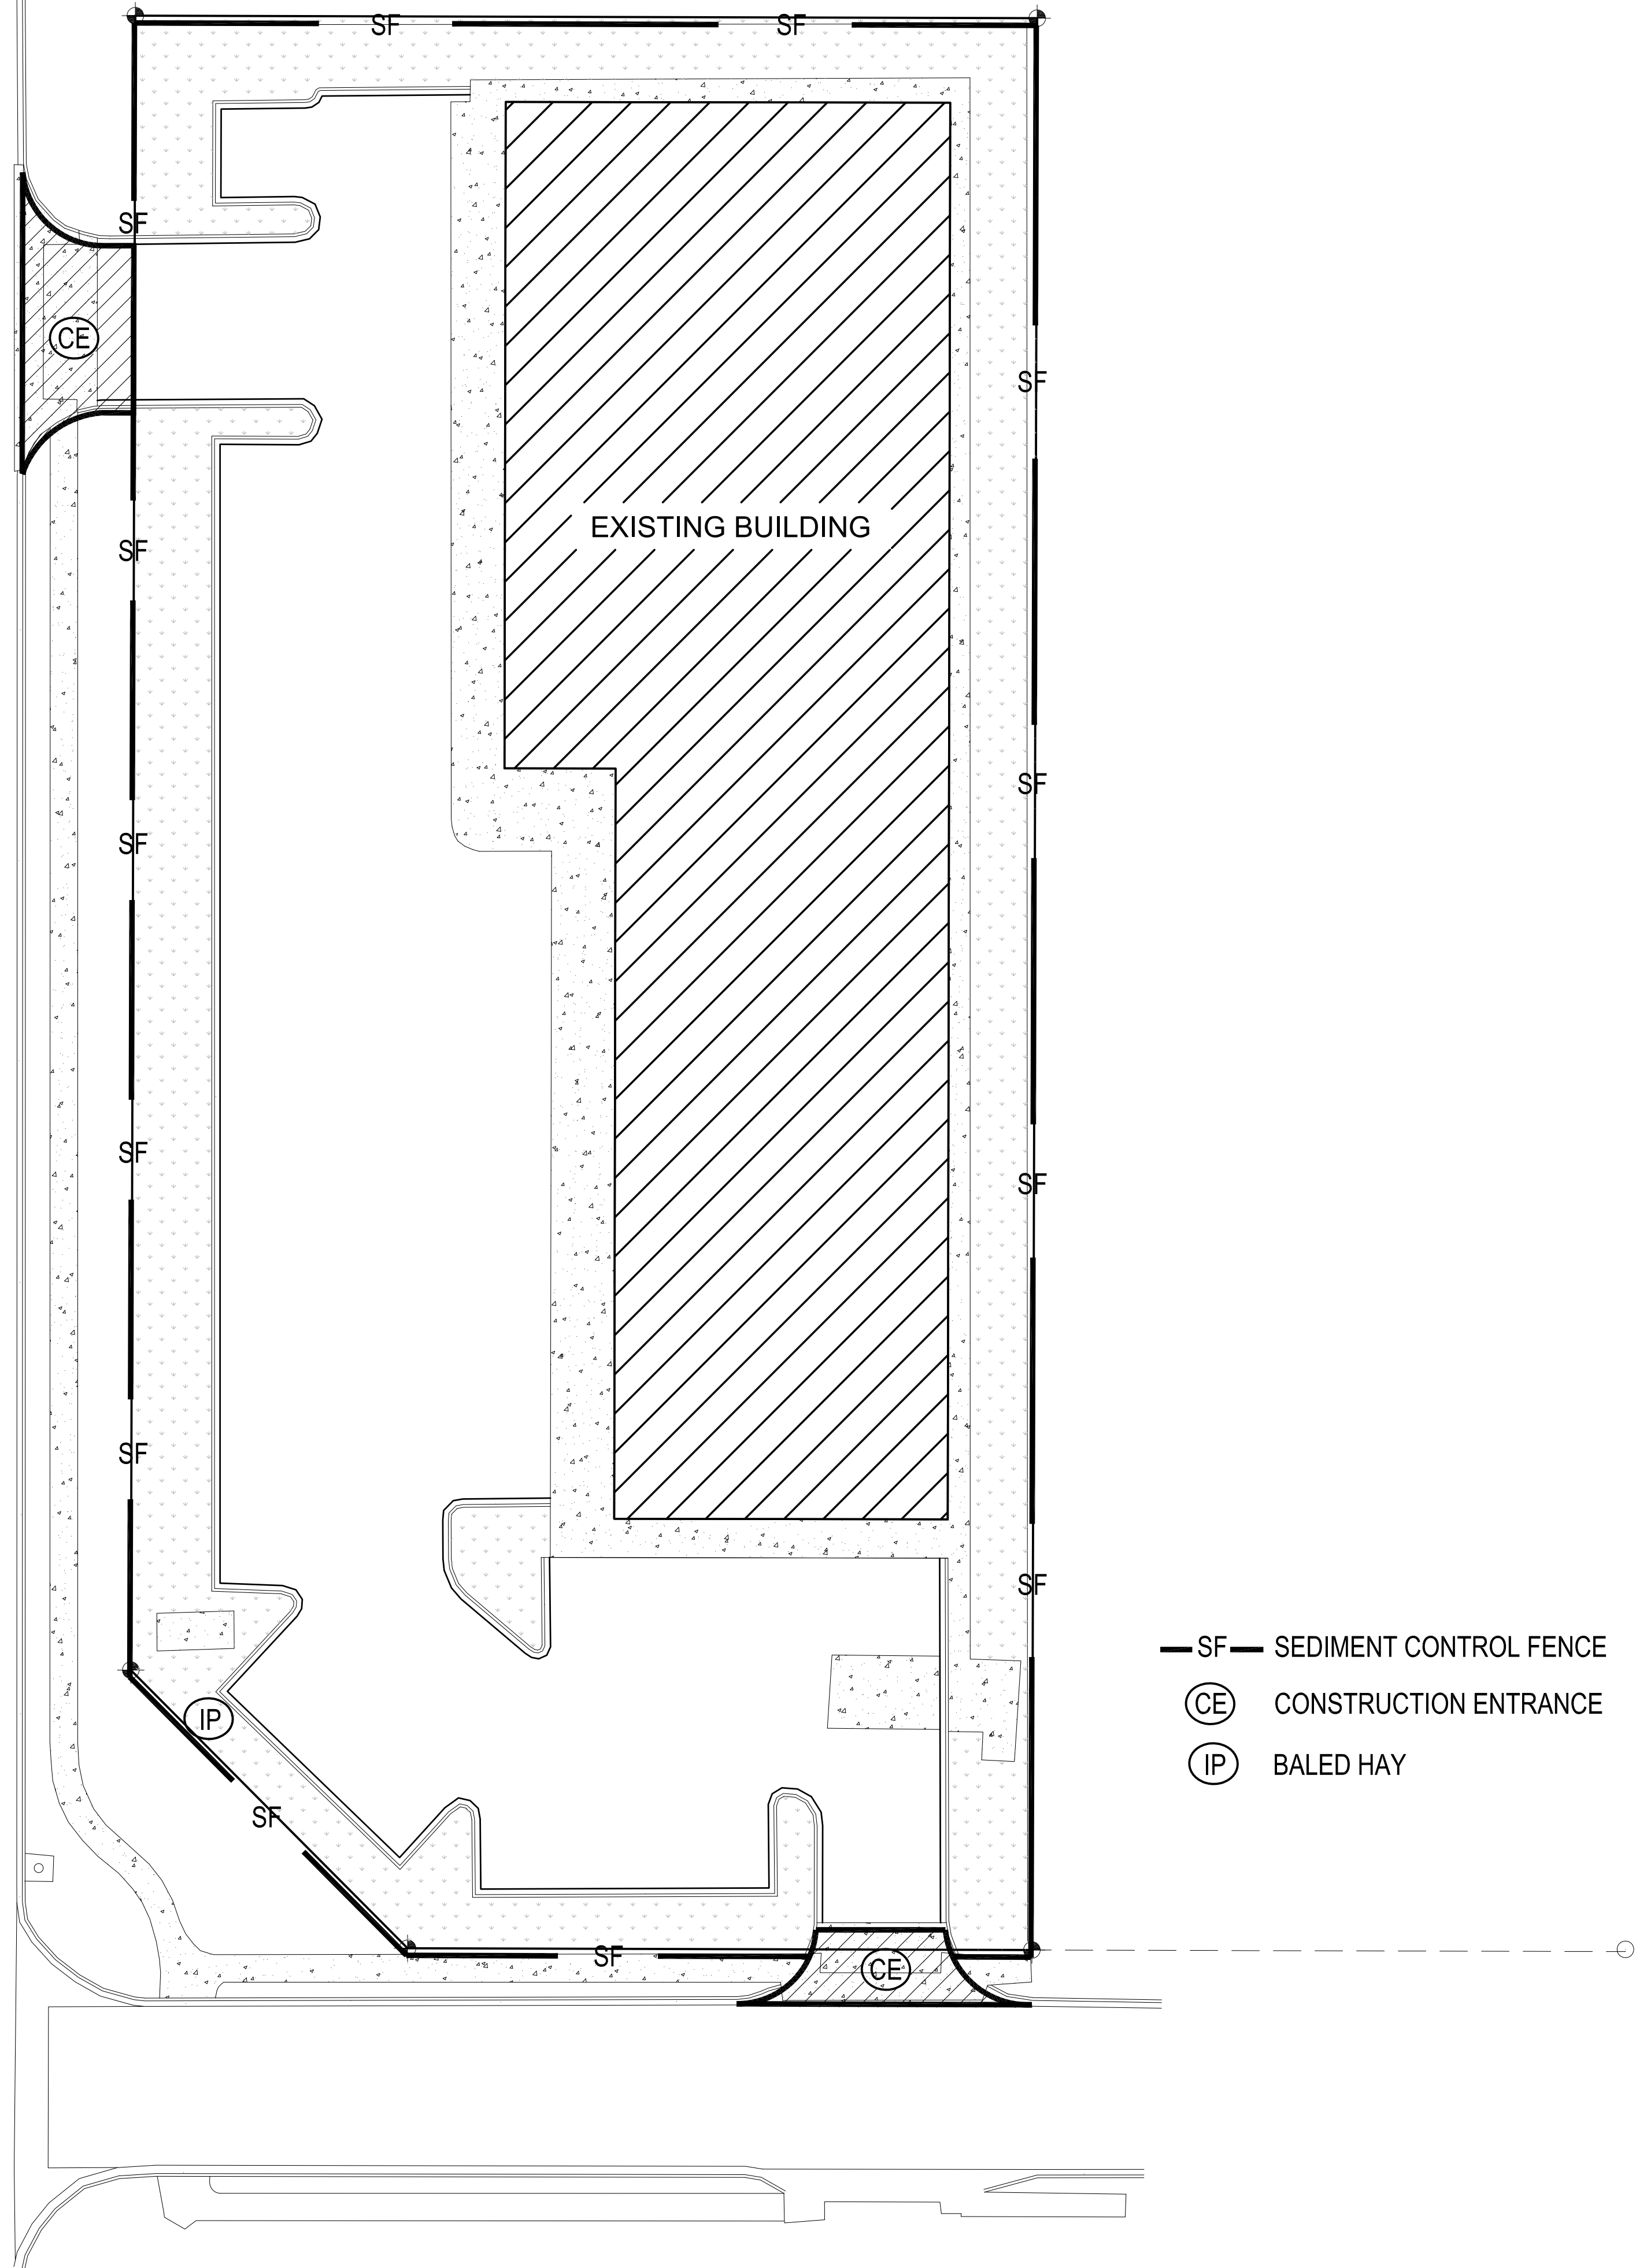 SF
SF
SF
CE
SF
EXISTING BUILDING
SF
SF
SF
SF
SF
SF
SF
SF SEDIMENT CONTROL FENCE
CE CONSTRUCTION ENTRANCE
IP
IP BALED HAY
SF
SF
CE